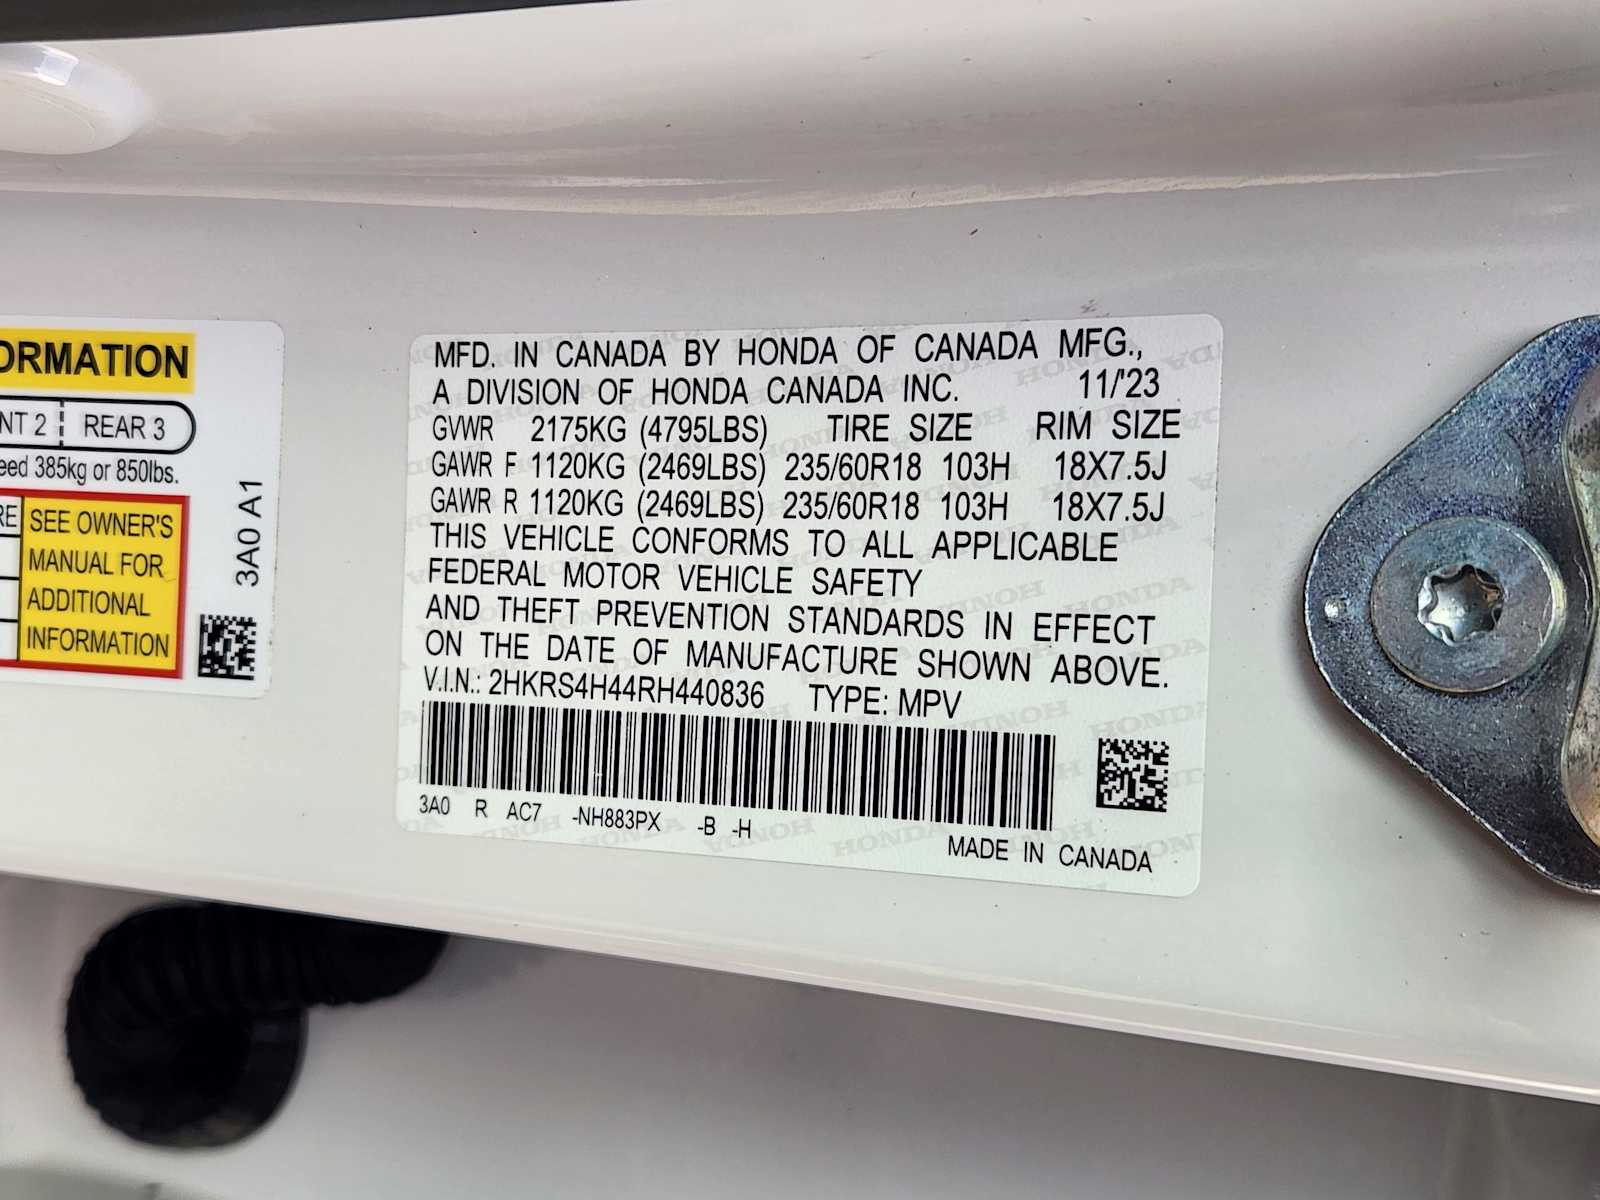 ORMATION
NT 2 REAR 3
eed 385kg or 850lbs.
RE
SEE OWNER'S
MANUAL FOR
ADDITIONAL
INFORMATION
3A0 A1
MFD. IN CANADA BY HONDA OF CANADA MFG.,
A DIVISION OF HONDA CANADA INC. 11/'23
GVWR 2175KG (4795LBS) TIRE SIZE RIM SIZE
GAWR F 1120KG (2469LBS) 235/60R18 103H 18X7.5J
GAWR R 1120KG (2469LBS) 235/60R18 103H 18X7.5J
THIS VEHICLE CONFORMS TO ALL APPLICABLE
FEDERAL MOTOR VEHICLE SAFETY
AND THEFT PREVENTION STANDARDS IN EFFECT
ON THE DATE OF MANUFACTURE SHOWN ABOVE.
V.I.N.: 2HKRS4H44RH440836 TYPE: MPV
3A0 R AC7 -NH883PX -B -H
MADE IN CANADA